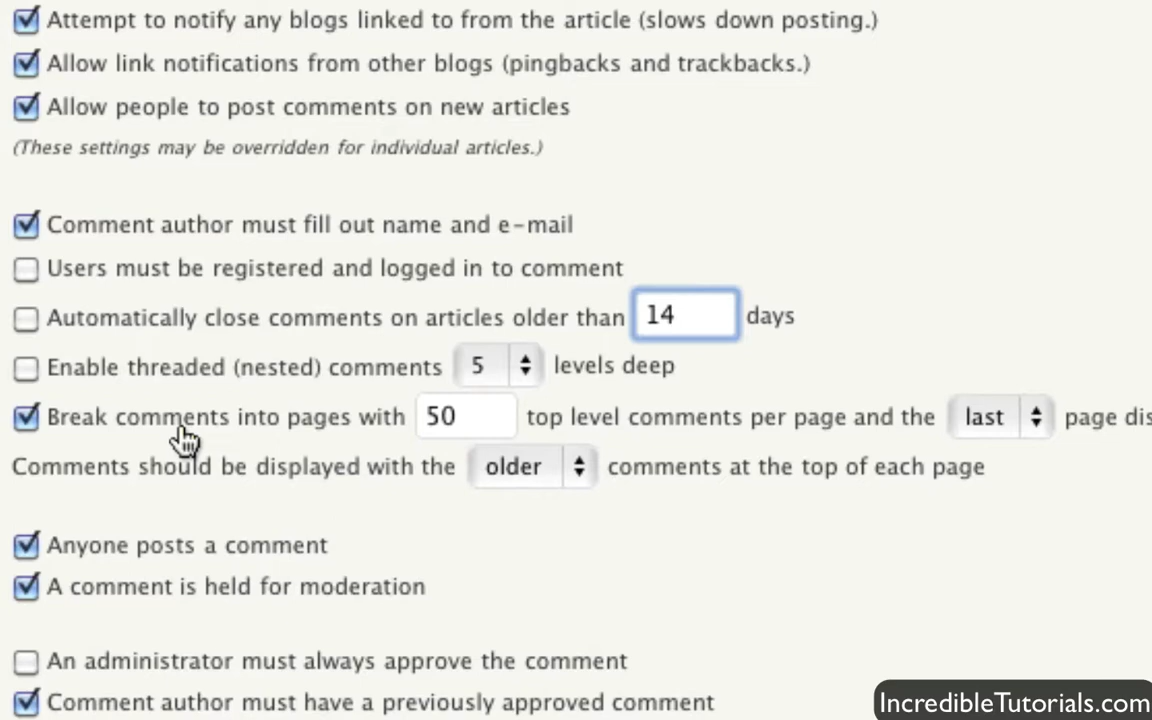 Attempt to notify any blogs linked to from the article (slows down posting.)
Allow link notifications from other blogs (pingbacks and trackbacks.)
Allow people to post comments on new articles
(These settings may be overridden for individual articles.)
Comment author must fill out name and e-mail
Users must be registered and logged in to comment
Automatically close comments on articles older than 14 days
Enable threaded (nested) comments 5 levels deep
Break comments into pages with 50 top level comments per page and the last page dis
Comments should be displayed with the older comments at the top of each page
Anyone posts a comment
A comment is held for moderation
An administrator must always approve the comment
Comment author must have a previously approved comment
IncredibleTutorials.com